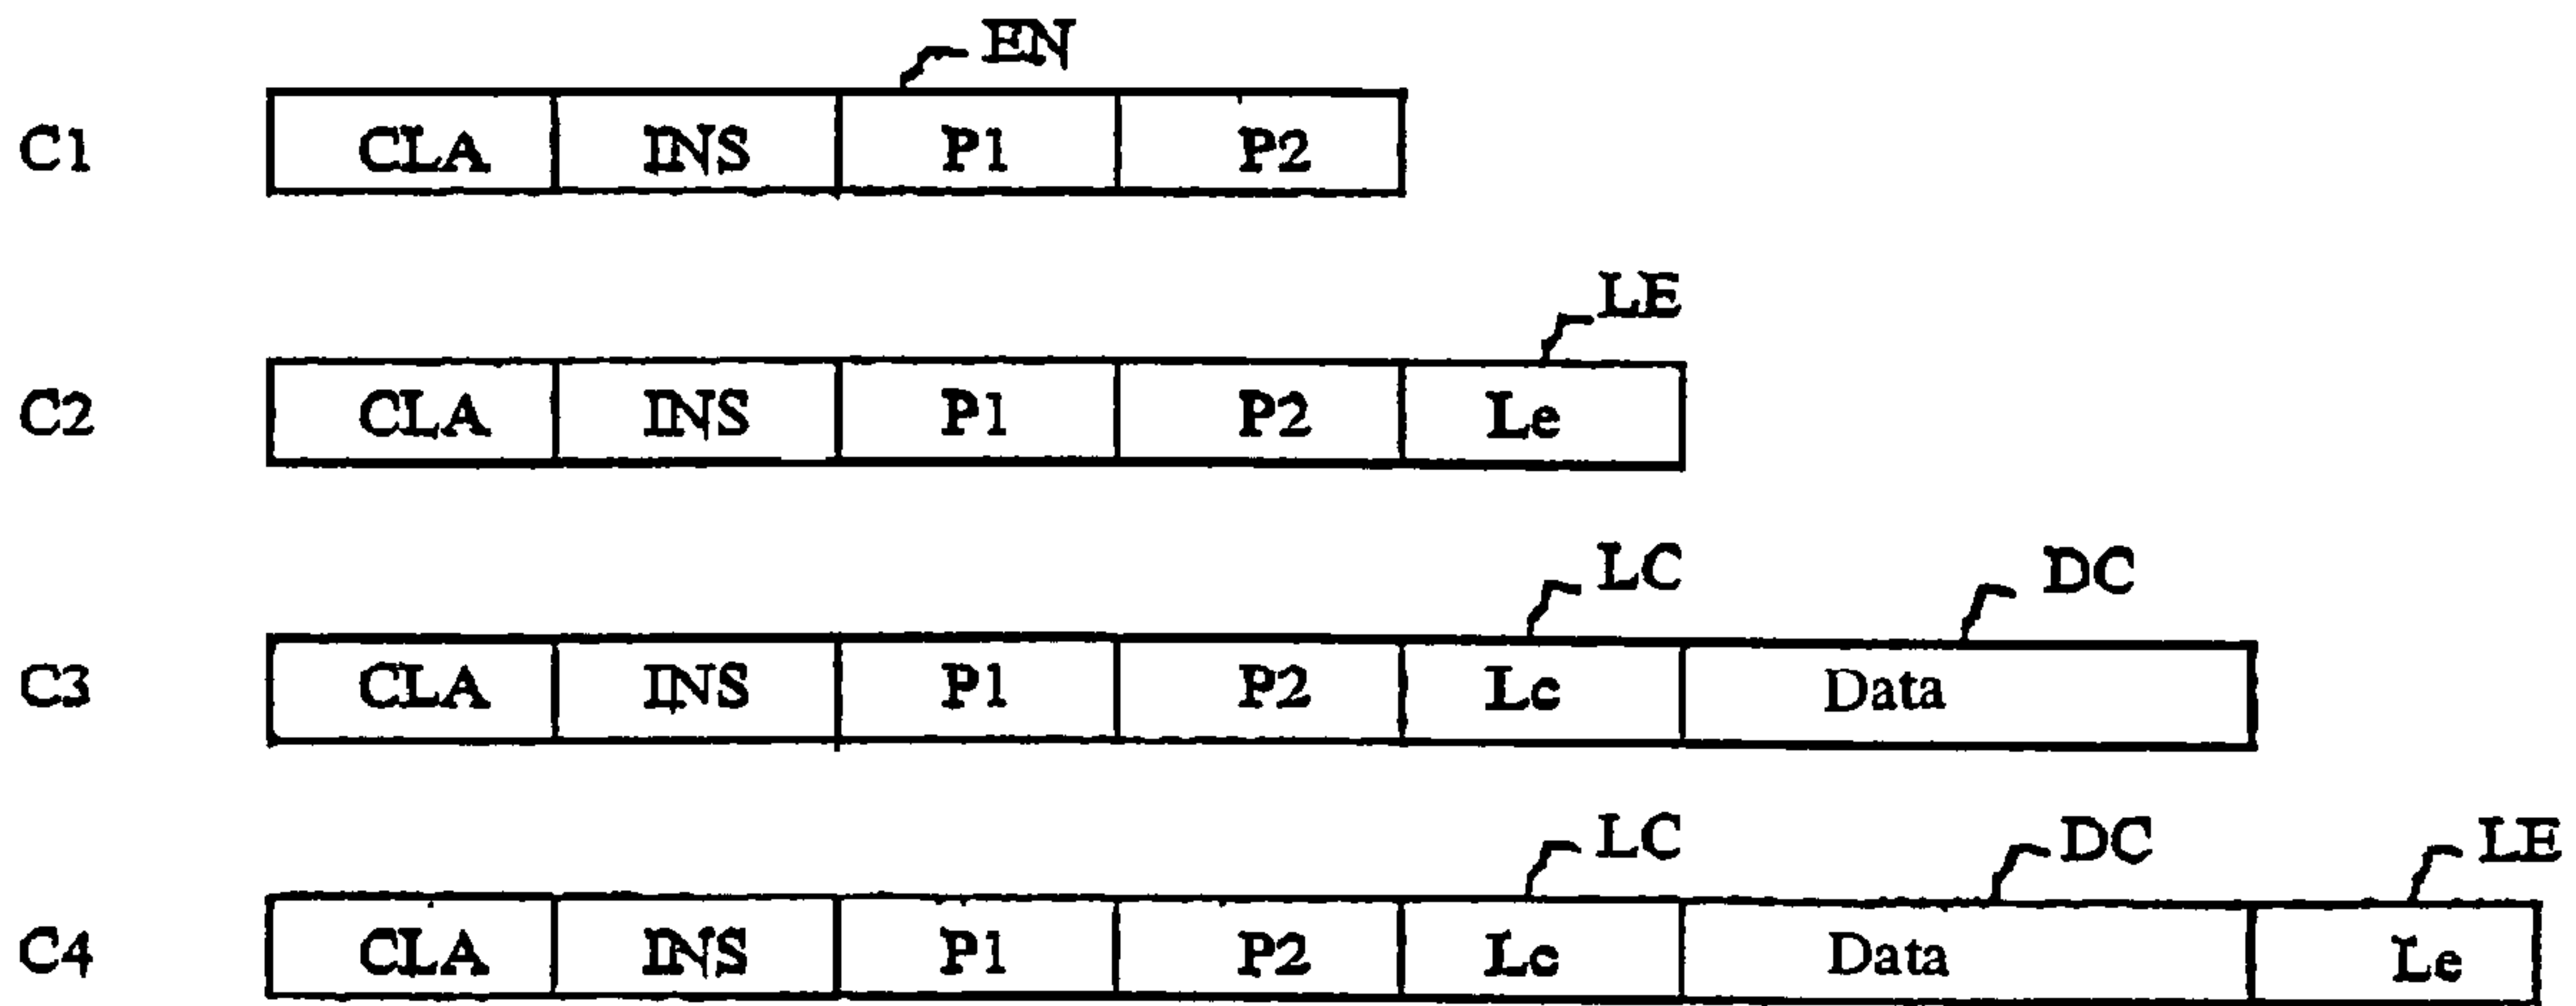 EN
C1 CLA INS P1 P2
LE
C2 CLA INS P1 P2 Le
LC DC
C3 CLA INS P1 P2 Lc Data
LC DC LE
C4 CLA INS P1 P2 Lc Data Le